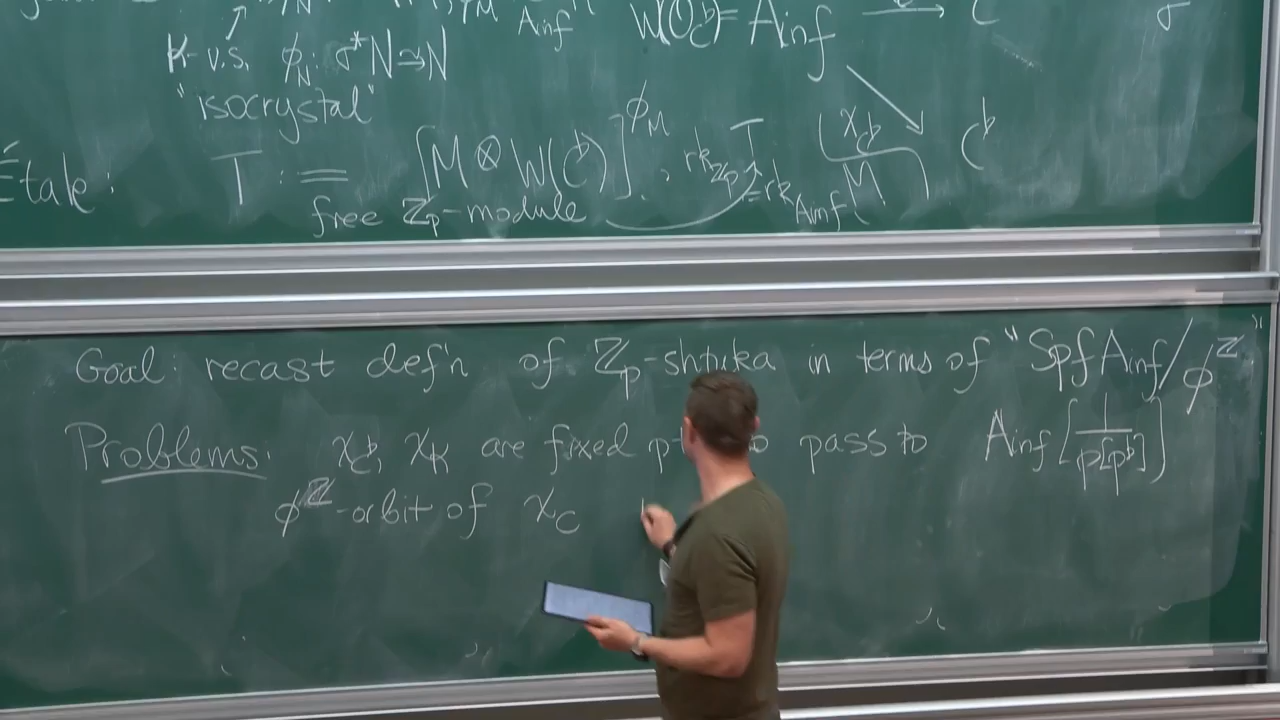 K-v.s. ϕ_N: σ*N ⥲ N
"isocrystal"
A_inf
W(O_C^♭) = A_inf → C
Étale: T := [M ⊗ W(C^♭)]^{ϕ_M}, rk_{Z_p} T = rk_{A_inf} M
free ℤ_p-module
x_{C^♭}
C^♭
Goal: recast def'n of ℤ_p-shtuka in terms of "Spf A_inf/ϕ^ℤ"
Problems: x_{C^♭}, x_K are fixed pass to A_inf[1/p[p^♭]]
ϕ^ℤ-orbit of x_C